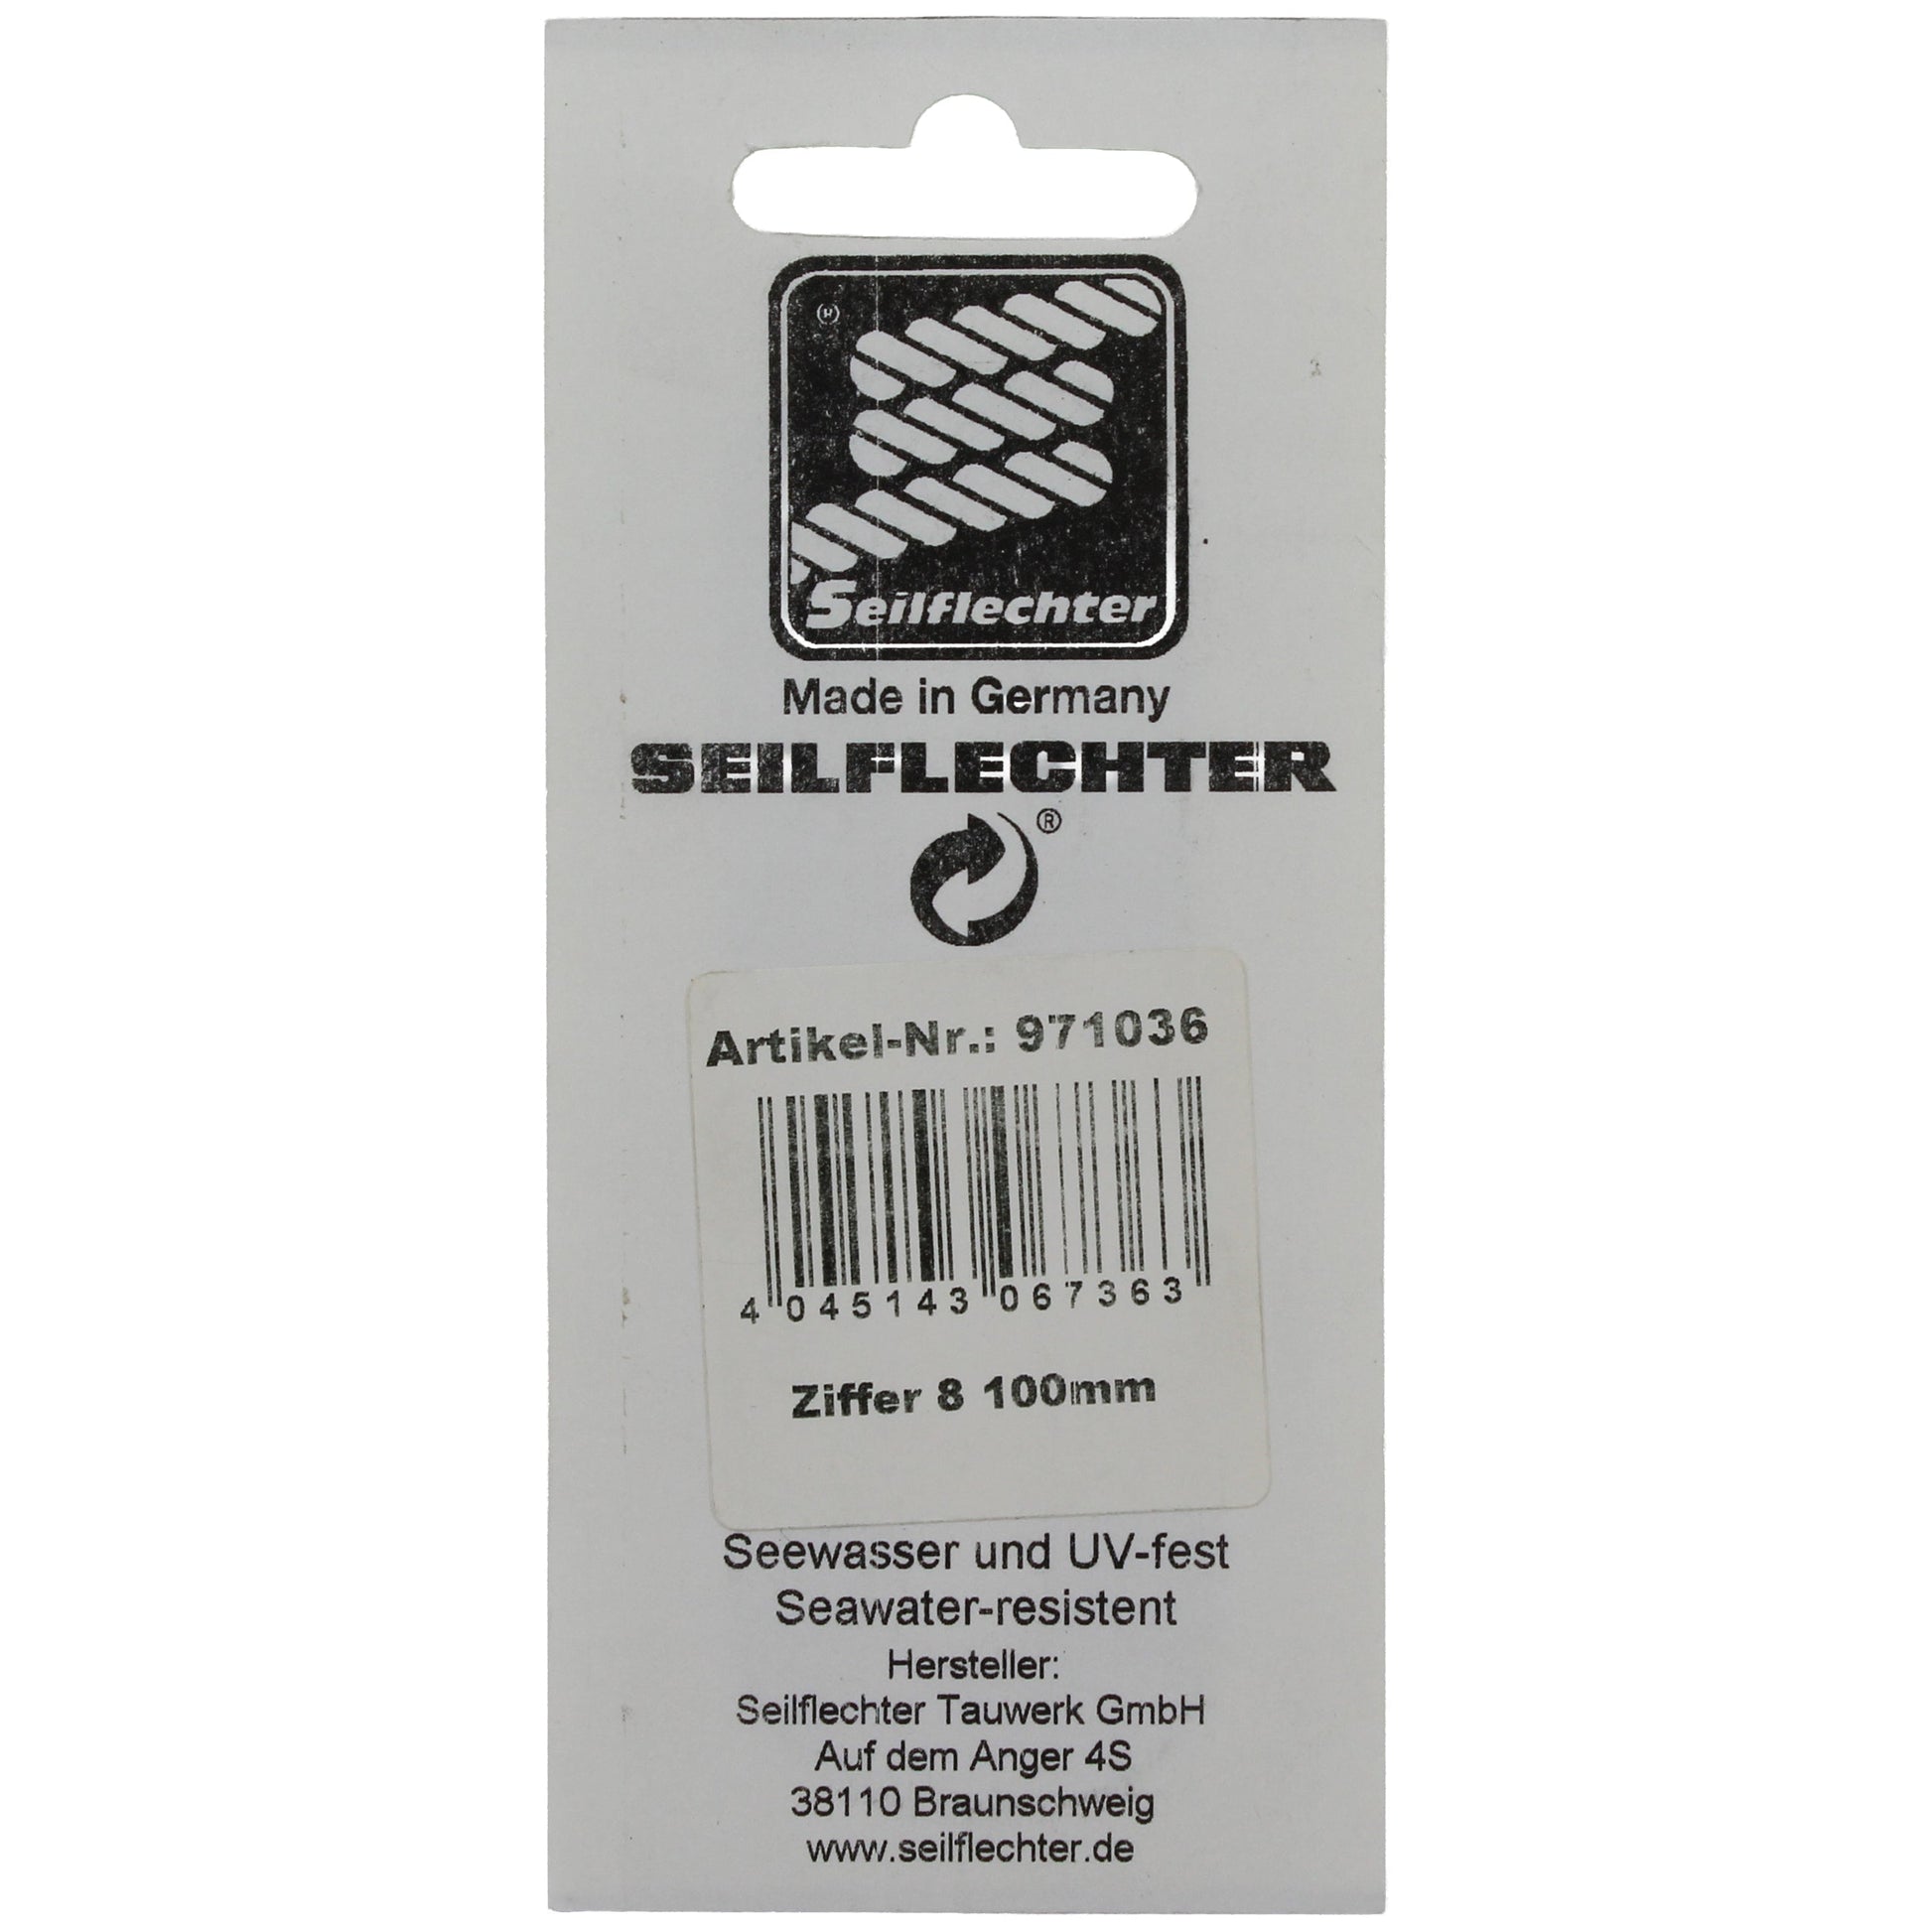 ®
Seilflechter
Made in Germany
SEILFLECHTER
®
Artikel-Nr.: 971036
4 045143 067363
Ziffer 8 100mm
Seewasser und UV-fest
Seawater-resistent
Hersteller:
Seilflechter Tauwerk GmbH
Auf dem Anger 4S
38110 Braunschweig
www.seilflechter.de